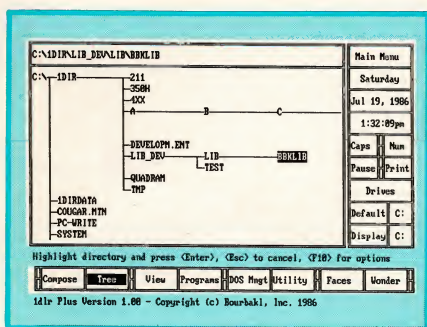 C:\1DIR\LIB_DEV\LIB\BBKLIB
Main Menu
C:\ 1DIR 211
350H
4XX
A B C
DEVELOPM.ENT
LIB_DEV LIB BBKLIB
TEST
QUADRAM
TMP
1DIRDATA
COUGAR.MTN
PC-WRITE
SYSTEM
Saturday
Jul 19, 1986
1:32:09pm
Caps Num
Pause Print
Drives
Default C:
Display C:
Highlight directory and press <Enter>, <Esc> to cancel, <F10> for options
Compose Tree View Programs DOS Mngt Utility Faces Wonder
1dir Plus Version 1.00 - Copyright (c) Bourbaki, Inc. 1986